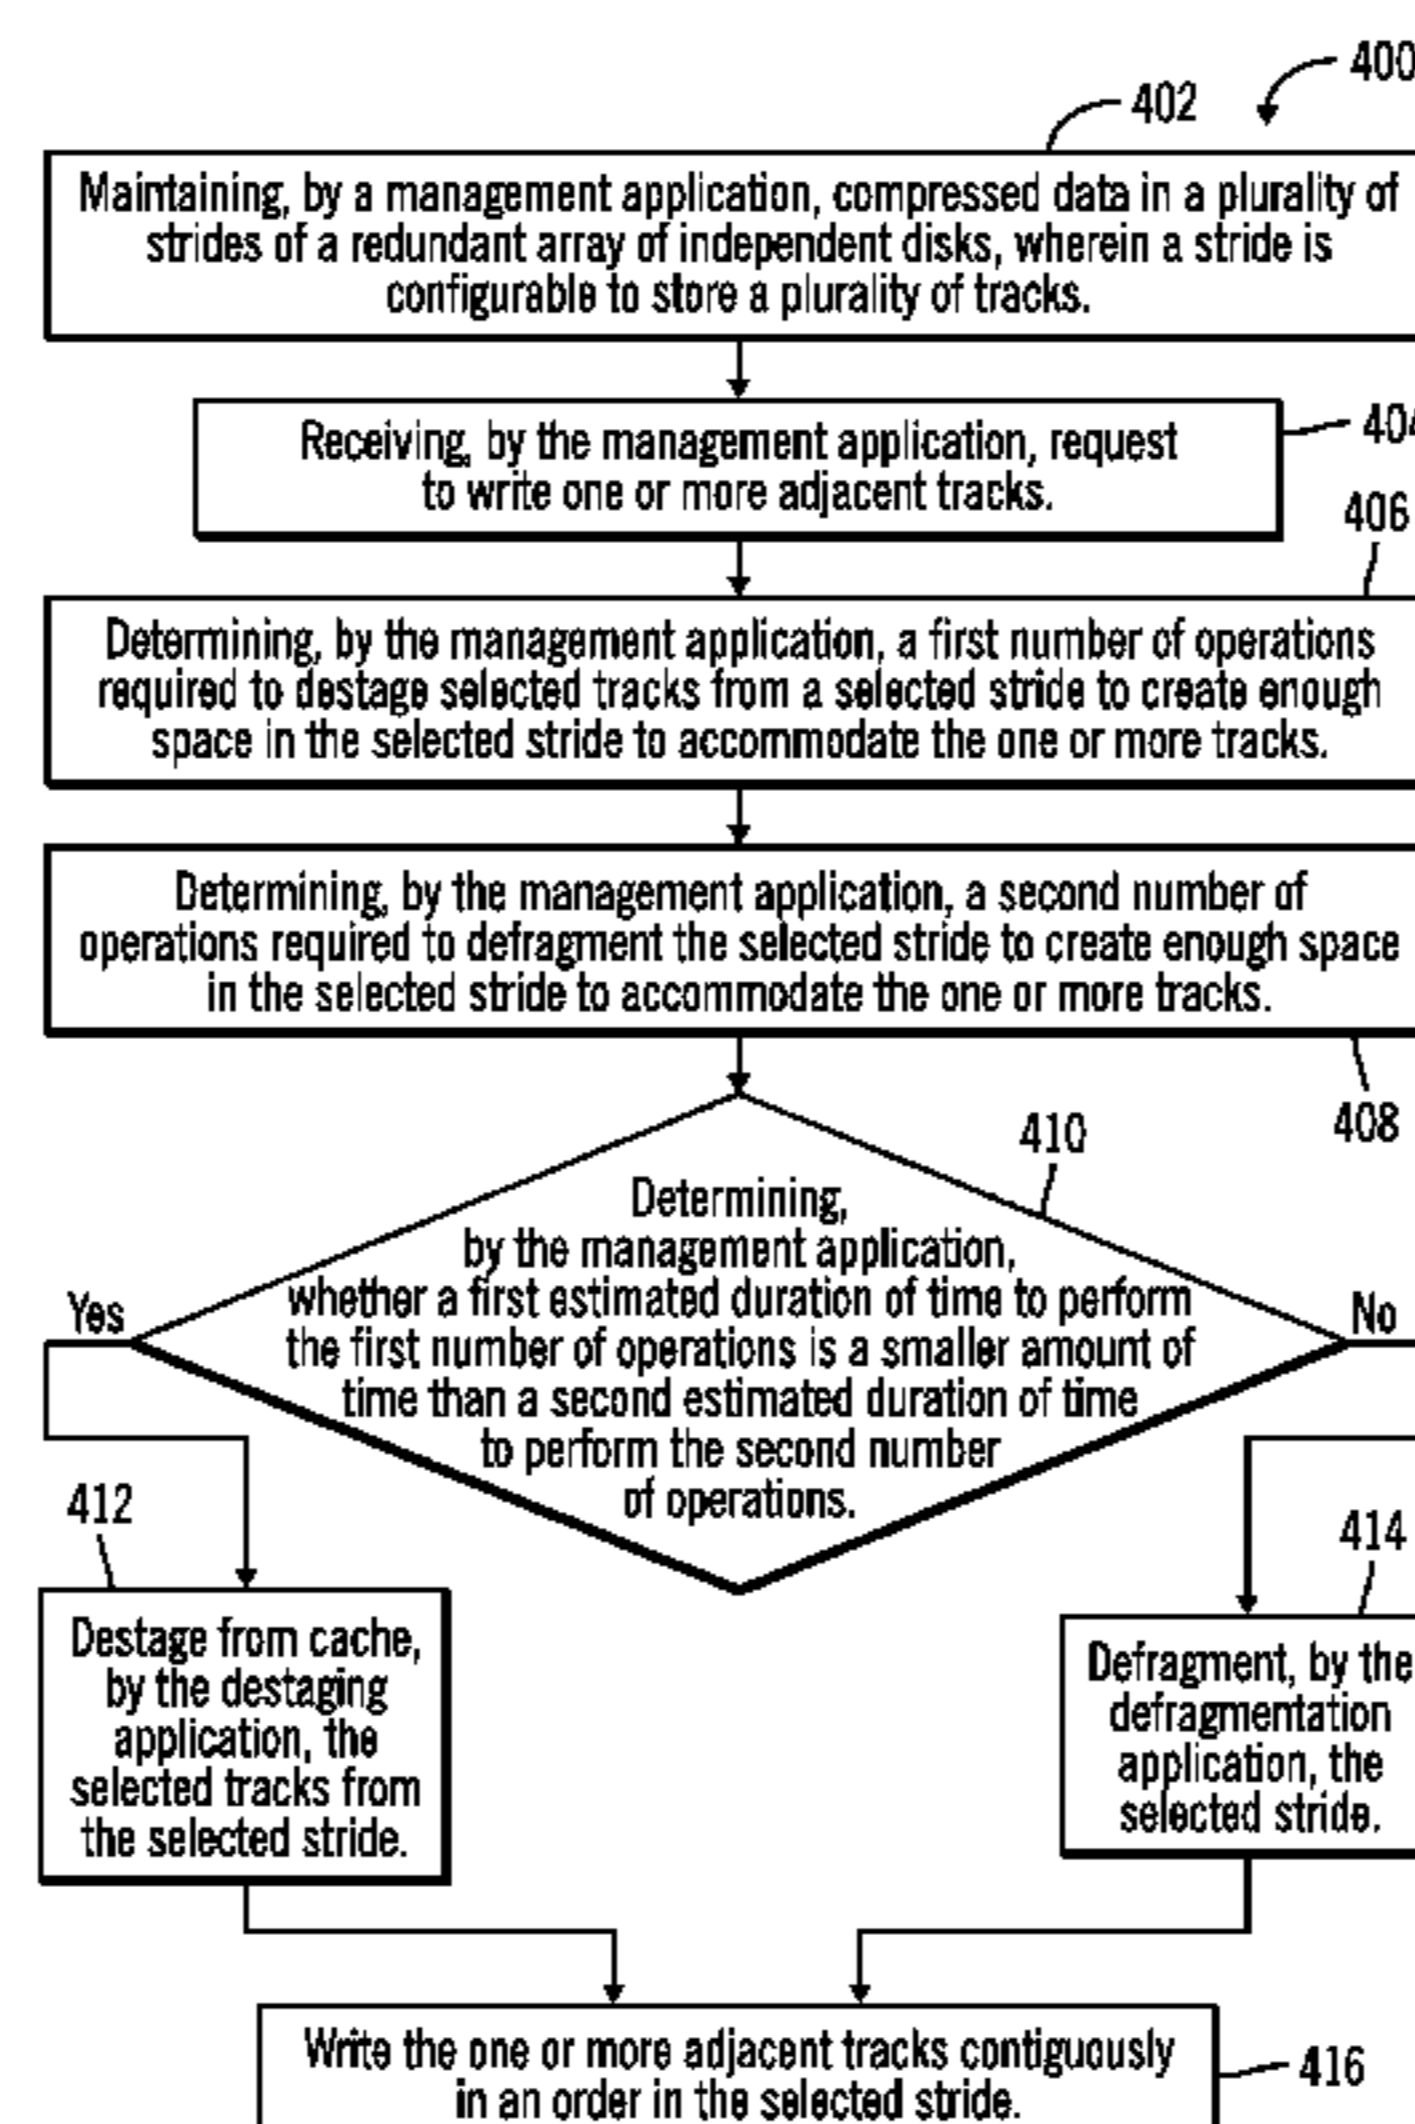 400
402
Maintaining, by a management application, compressed data in a plurality of
strides of a redundant array of independent disks, wherein a stride is
configurable to store a plurality of tracks.
404
Receiving, by the management application, request
to write one or more adjacent tracks.
406
Determining, by the management application, a first number of operations
required to destage selected tracks from a selected stride to create enough
space in the selected stride to accommodate the one or more tracks.
Determining, by the management application, a second number of
operations required to defragment the selected stride to create enough space
in the selected stride to accommodate the one or more tracks.
408
410
Determining,
by the management application,
whether a first estimated duration of time to perform
the first number of operations is a smaller amount of
time than a second estimated duration of time
to perform the second number
of operations.
Yes
No
412
Destage from cache,
by the destaging
application, the
selected tracks from
the selected stride.
414
Defragment, by the
defragmentation
application, the
selected stride.
Write the one or more adjacent tracks contiguously
in an order in the selected stride.
416